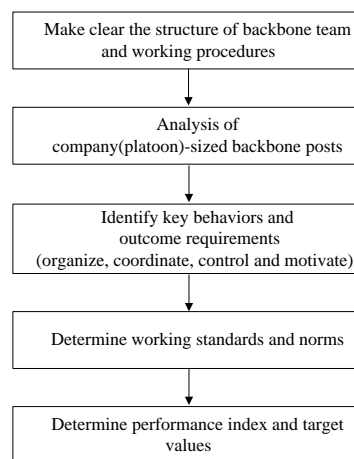 Make clear the structure of backbone team
and working procedures
Analysis of
company(platoon)-sized backbone posts
Identify key behaviors and
outcome requirements
(organize, coordinate, control and motivate)
Determine working standards and norms
Determine performance index and target
values